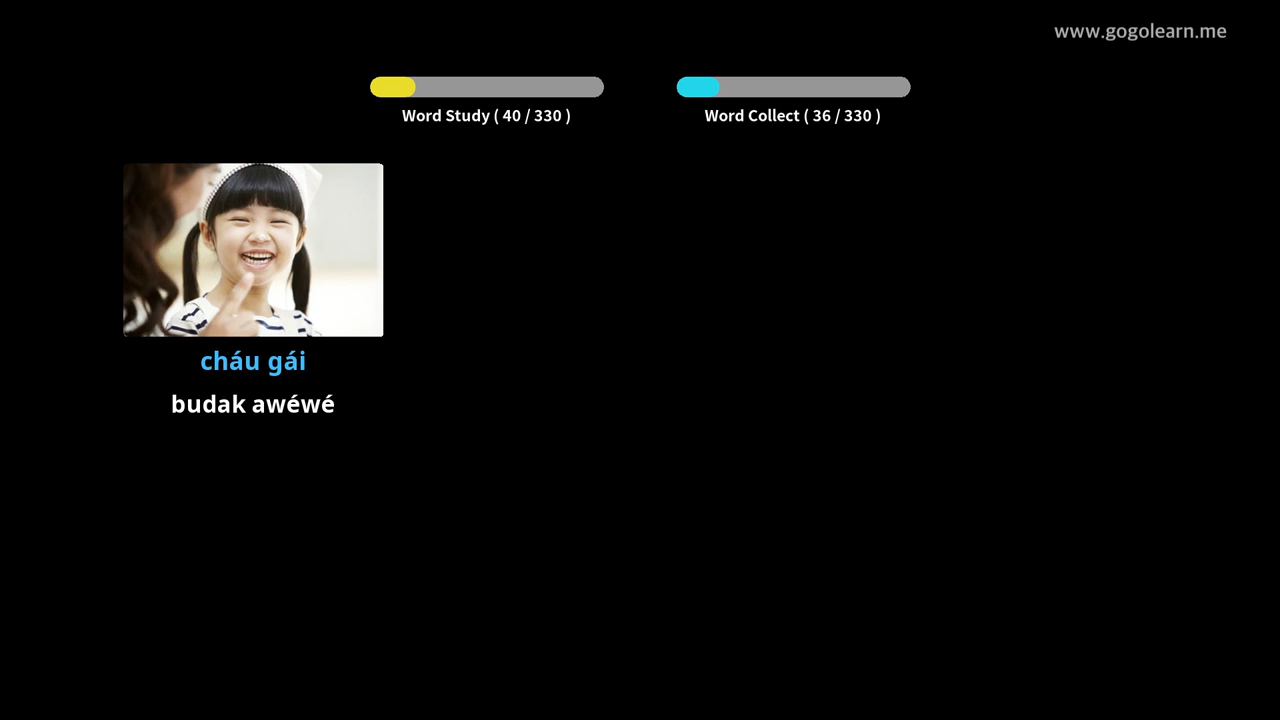 www.gogolearn.me
Word Study ( 40 / 330 )
Word Collect ( 36 / 330 )
cháu gái
budak awéwé